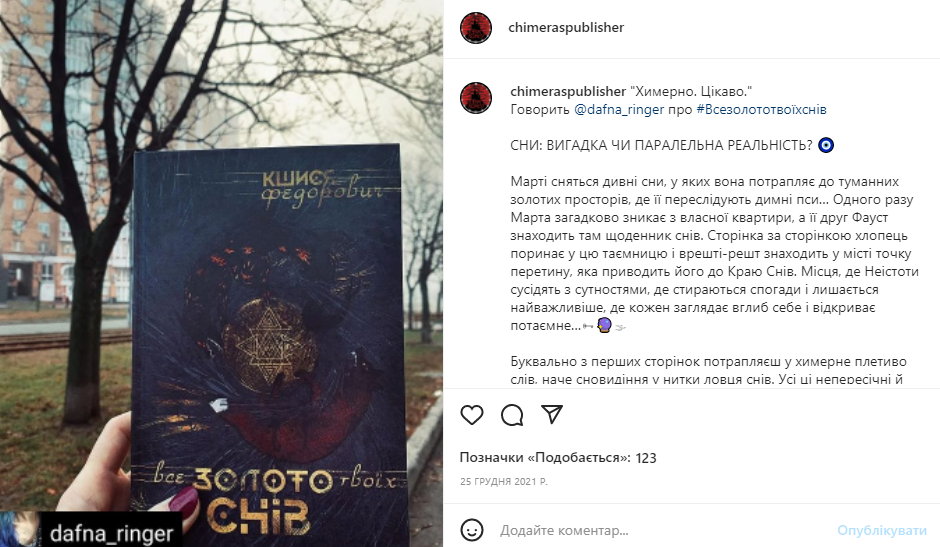 КШИСЯ
федорович
все ЗОЛОТО твоїх
СНІВ
dafna_ringer
chimeraspublisher
chimeraspublisher "Химерно. Цікаво."
Говорить @dafna_ringer про #Всезолототвоїхснів
СНИ: ВИГАДКА ЧИ ПАРАЛЕЛЬНА РЕАЛЬНІСТЬ?
Марті сняться дивні сни, у яких вона потрапляє до туманних
золотих просторів, де її переслідують димні пси... Одного разу
Марта загадково зникає з власної квартири, а її друг Фауст
знаходить там щоденник снів. Сторінка за сторінкою хлопець
поринає у цю таємницю і врешті-решт знаходить у місті точку
перетину, яка приводить його до Краю Снів. Місця, де Неістоти
сусідять з сутностями, де стираються спогади і лишається
найважливіше, де кожен заглядає вглиб себе і відкриває
потаємне...
Буквально з перших сторінок потрапляєш у химерне плетиво
слів, наче сновидіння у нитки ловця снів. Усі ці непересічні й
Позначки «Подобається»: 123
25 ГРУДНЯ 2021 Р.
Додайте коментар...
Опублікувати